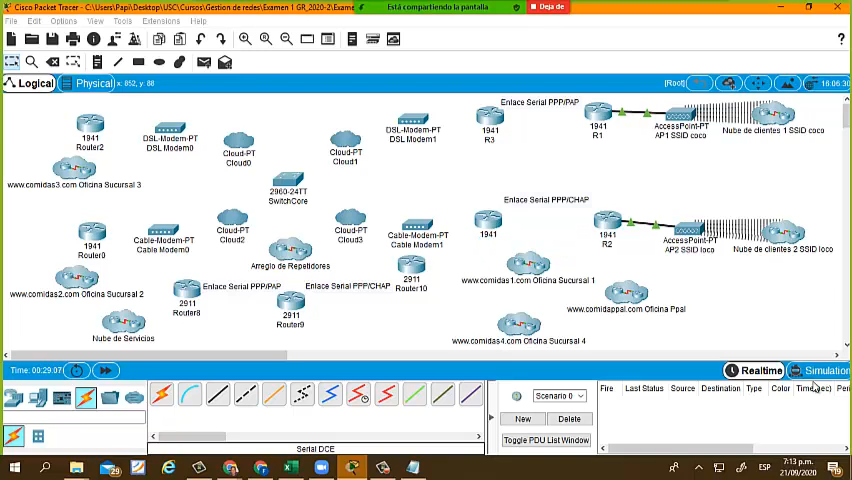 Cisco Packet Tracer - C:\Users\Papi\Desktop\USC\Cursos\Gestion de redes\Examen 1 GR_2020-2\Exame
Está compartiendo la pantalla
Deja de
File Edit Options View Tools Extensions Help
Logical
Physical
x: 852, y: 88
[Root]
16:06:30
Enlace Serial PPP/PAP
1941
Router2
DSL-Modem-PT
DSL Modem0
Cloud-PT
Cloud0
Cloud-PT
Cloud1
DSL-Modem-PT
DSL Modem1
1941
R3
1941
R1
AccessPoint-PT
AP1 SSID coco
Nube de clientes 1 SSID coco
www.comidas3.com Oficina Sucursal 3
2960-24TT
SwitchCore
Enlace Serial PPP/CHAP
1941
Router0
Cable-Modem-PT
Cable Modem0
Cloud-PT
Cloud2
Cloud-PT
Cloud3
Cable-Modem-PT
Cable Modem1
1941
1941
R2
AccessPoint-PT
AP2 SSID loco
Nube de clientes 2 SSID loco
Arreglo de Repetidores
www.comidas2.com Oficina Sucursal 2
2911
Router8
Enlace Serial PPP/PAP
Enlace Serial PPP/CHAP
2911
Router10
www.comidas1.com Oficina Sucursal 1
2911
Router9
www.comidappal.com Oficina Ppal
Nube de Servicios
www.comidas4.com Oficina Sucursal 4
Time: 00:29:07
Realtime
Simulation
Scenario 0
New
Delete
Toggle PDU List Window
Fire Last Status Source Destination Type Color Time(sec) Peri
Serial DCE
ESP
7:13 p.m.
21/09/2020